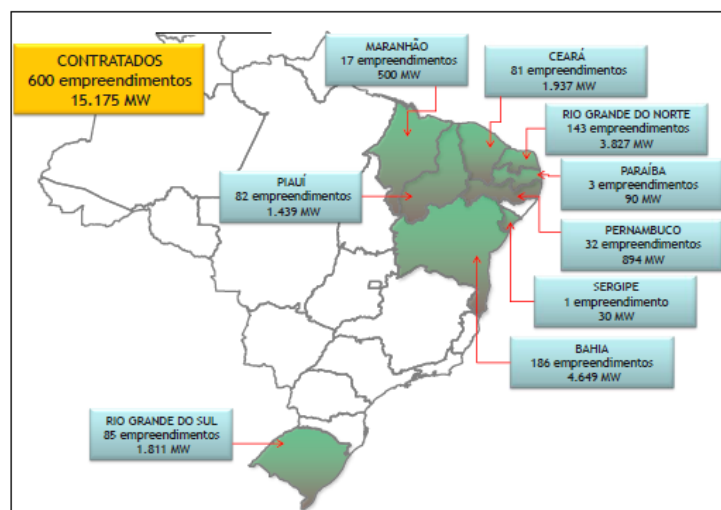 CONTRATADOS
600 empreendimentos
15.175 MW
MARANHÃO
17 empreendimentos
500 MW
CEARÁ
81 empreendimentos
1.937 MW
RIO GRANDE DO NORTE
143 empreendimentos
3.827 MW
PIAUÍ
82 empreendimentos
1.439 MW
PARAÍBA
3 empreendimentos
90 MW
PERNAMBUCO
32 empreendimentos
894 MW
SERGIPE
1 empreendimento
30 MW
BAHIA
186 empreendimentos
4.649 MW
RIO GRANDE DO SUL
85 empreendimentos
1.811 MW